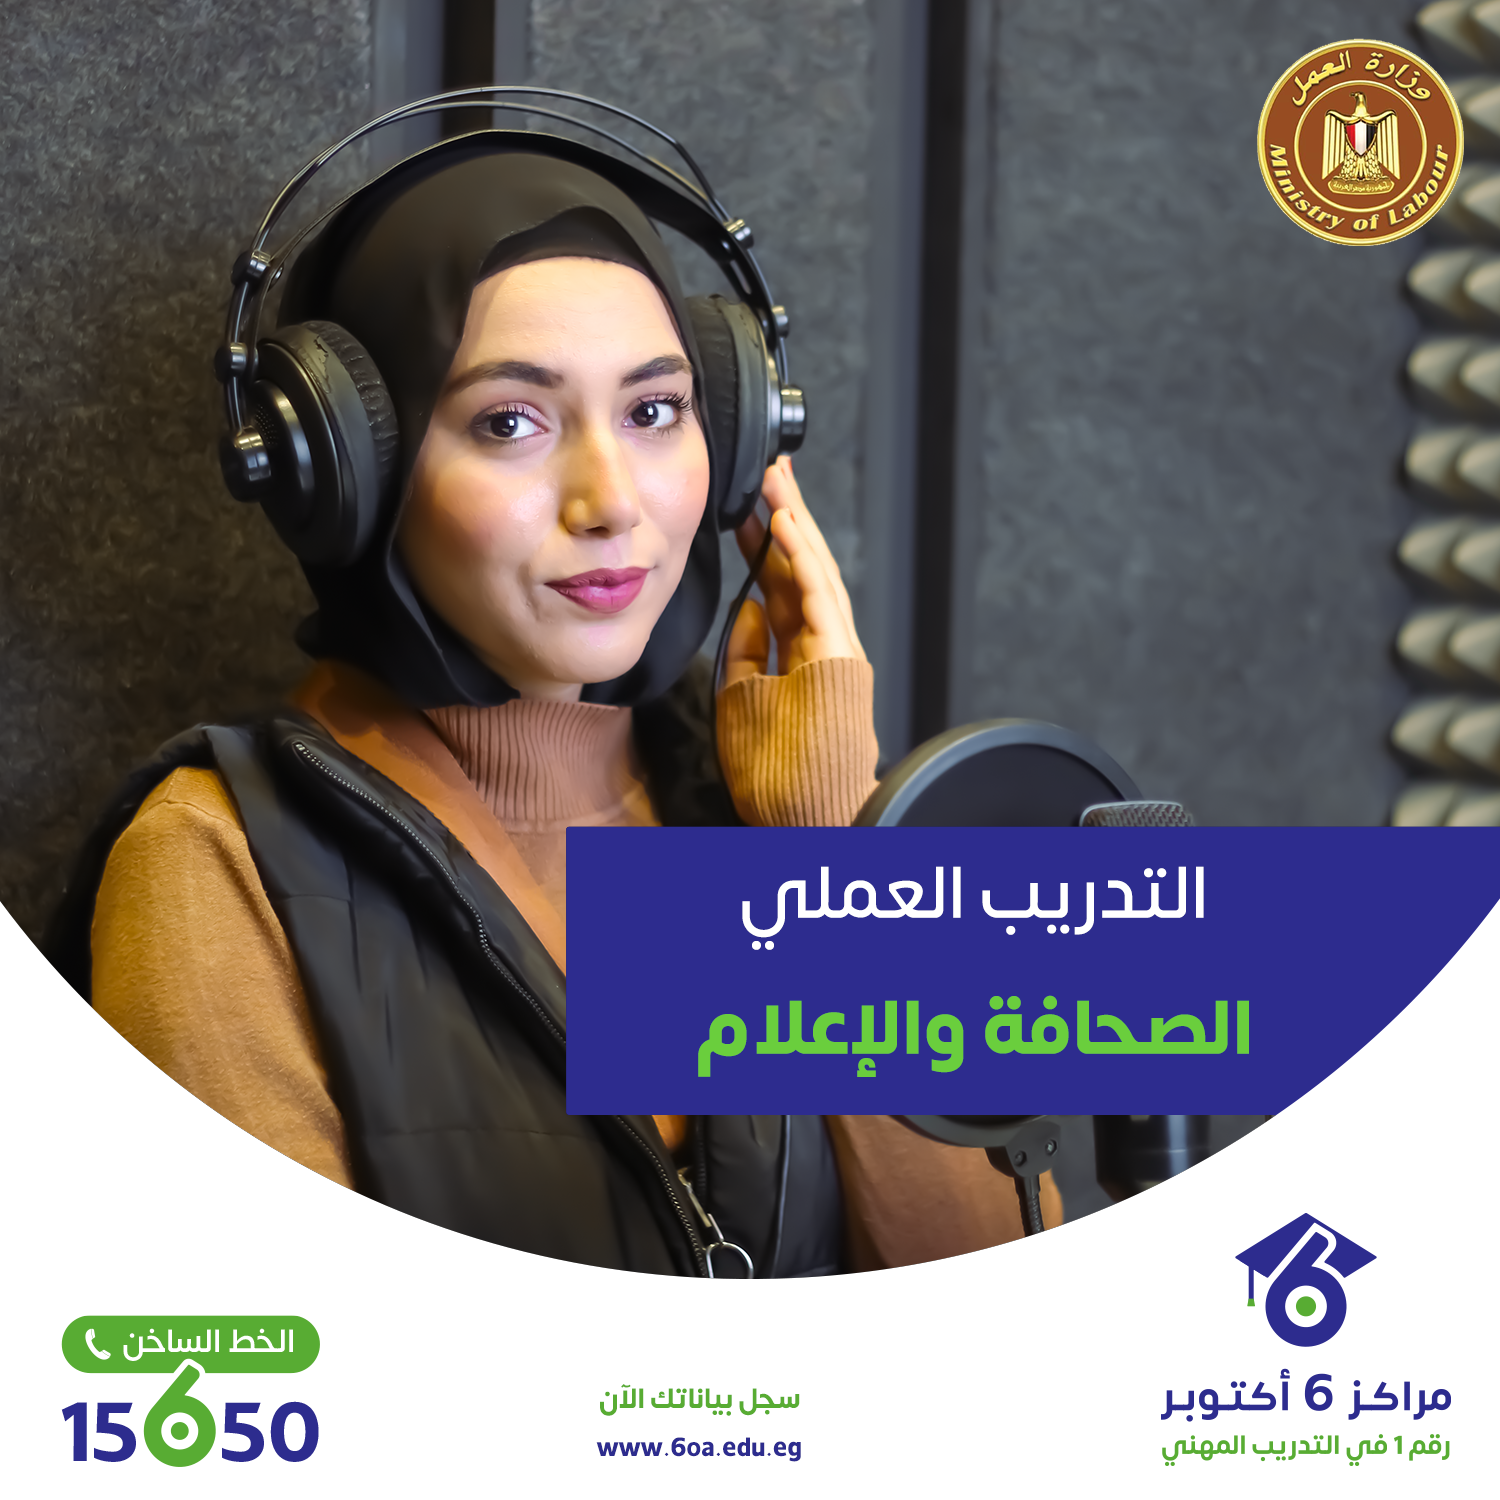 وزارة العمل
Ministry of Labour
التدريب العملي
الصحافة والإعلام
مراكز 6 أكتوبر
رقم 1 في التدريب المهني
سجل بياناتك الآن
www.6oa.edu.eg
الخط الساخن
15650